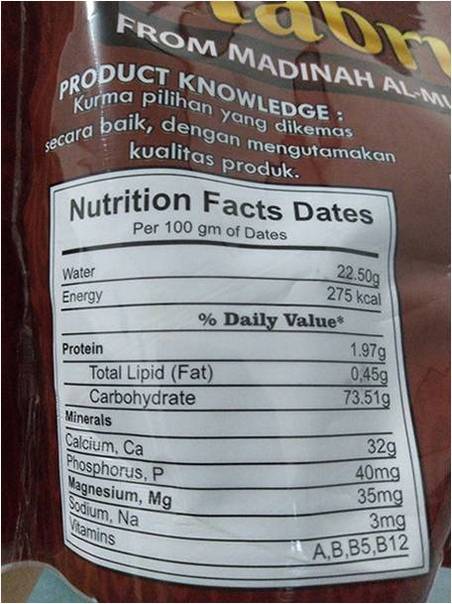 FROM MADINAH AL-MU
PRODUCT KNOWLEDGE :
Kurma pilihan yang dikemas
secara baik, dengan mengutamakan
kualitas produk.
Nutrition Facts Dates
Per 100 gm of Dates
Water 22.50g
Energy 275 kcal
% Daily Value*
Protein 1.97g
Total Lipid (Fat) 0,45g
Carbohydrate 73.51g
Minerals
Calcium, Ca 32g
Phosphorus, P 40mg
Magnesium, Mg 35mg
Sodium, Na 3mg
Vitamins A,B,B5,B12